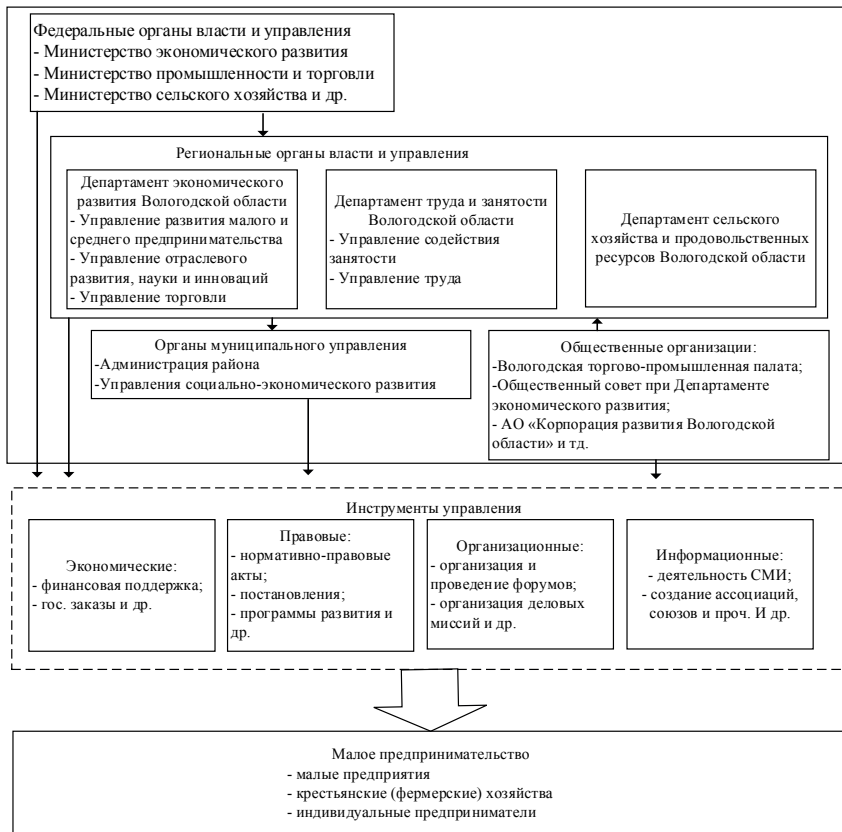 Федеральные органы власти и управления
- Министерство экономического развития
- Министерство промышленности и торговли
- Министерство сельского хозяйства и др.
Региональные органы власти и управления
Департамент экономического
развития Вологодской области
- Управление развития малого и
среднего предпринимательства
- Управление отраслевого
развития, науки и инноваций
- Управление торговли
Департамент труда и занятости
Вологодской области
- Управление содействия
занятости
- Управление труда
Департамент сельского
хозяйства и продовольственных
ресурсов Вологодской области
Органы муниципального управления
-Администрация района
-Управления социально-экономического развития
Общественные организации:
-Вологодская торгово-промышленная палата;
-Общественный совет при Департаменте
экономического развития;
- АО «Корпорация развития Вологодской
области» и тд.
Инструменты управления
Экономические:
- финансовая поддержка;
- гос. заказы и др.
Правовые:
- нормативно-правовые
акты;
- постановления;
- программы развития и
др.
Организационные:
- организация и
проведение форумов;
- организация деловых
миссий и др.
Информационные:
- деятельность СМИ;
- создание ассоциаций,
союзов и проч. И др.
Малое предпринимательство
- малые предприятия
- крестьянские (фермерские) хозяйства
- индивидуальные предприниматели